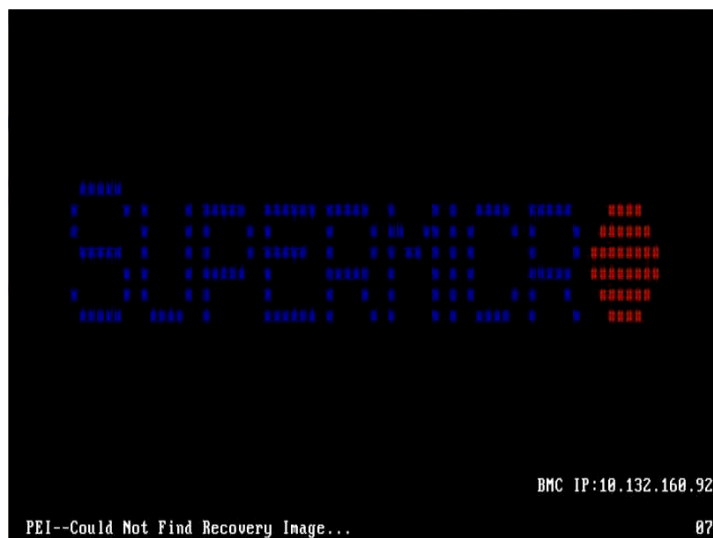 SUPERMICR
BMC IP:10.132.160.92
PEI--Could Not Find Recovery Image...
07